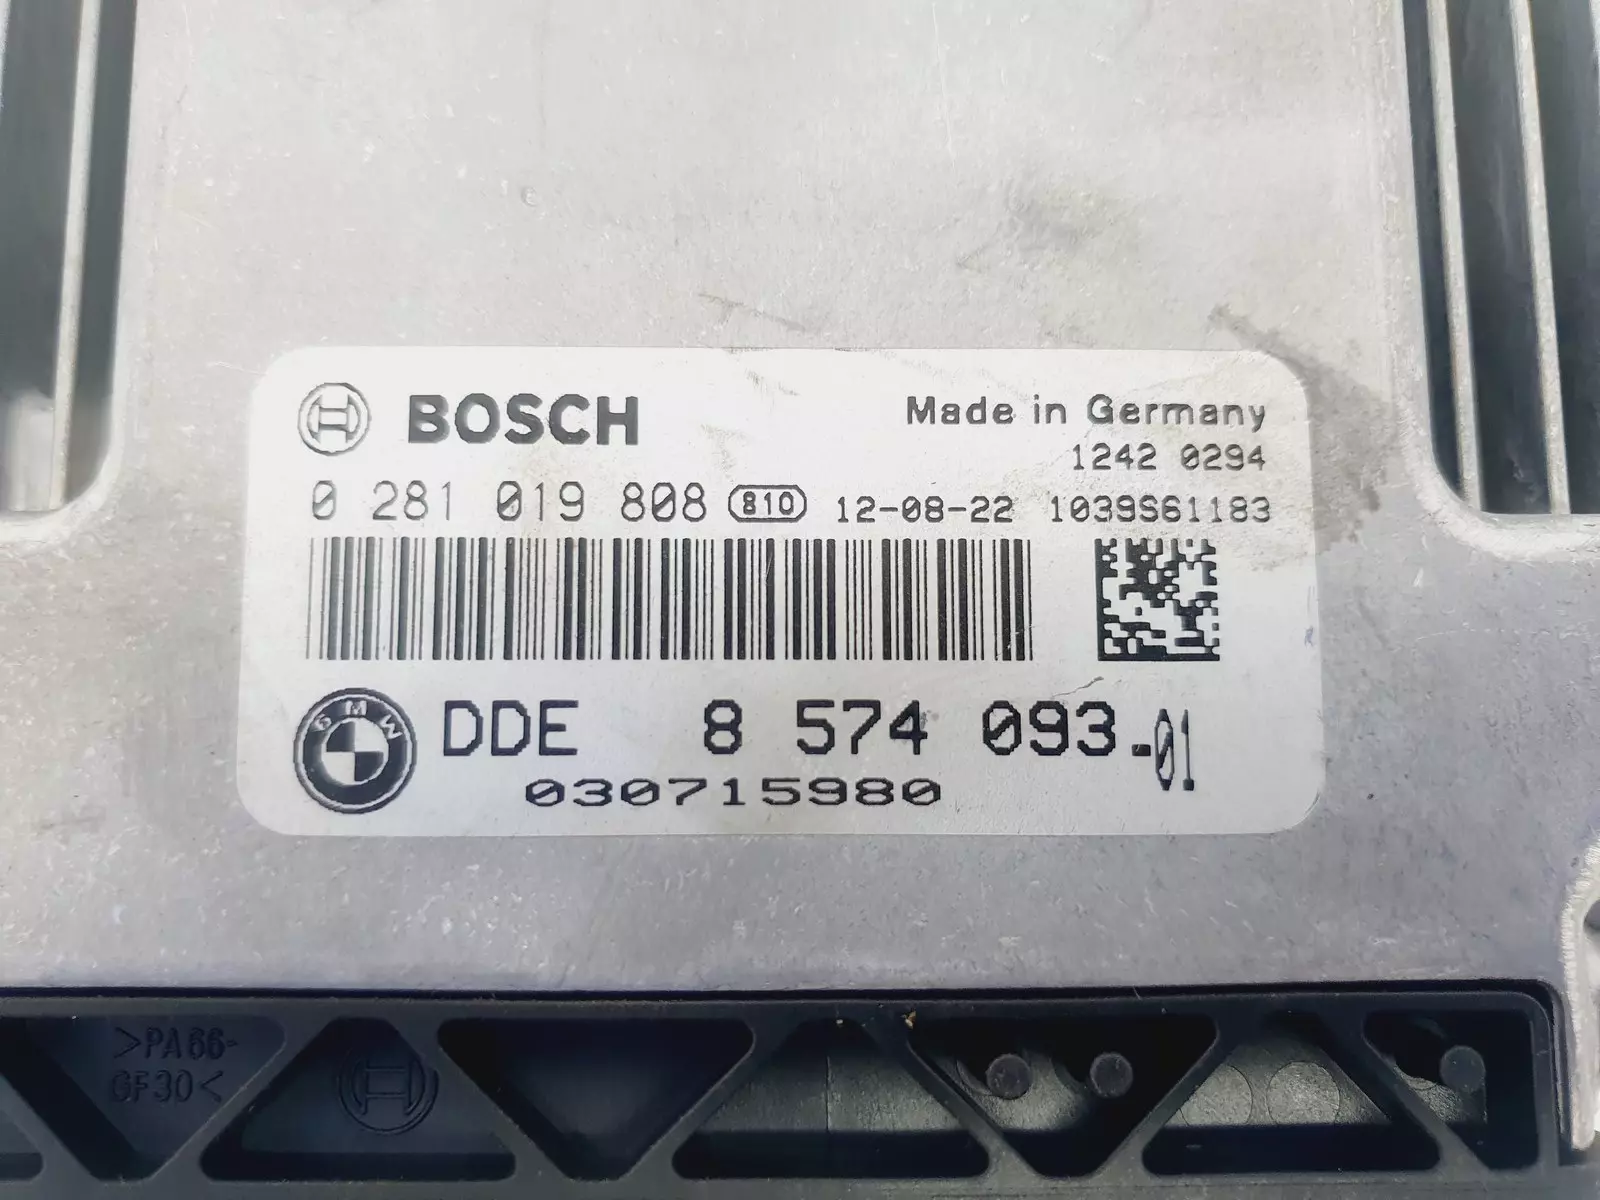 BOSCH
Made in Germany
1242 0294
0 281 019 808 810 12-08-22 1039S61183
BMW
DDE 8 574 093-01
030715980
>PA66-
GF30<